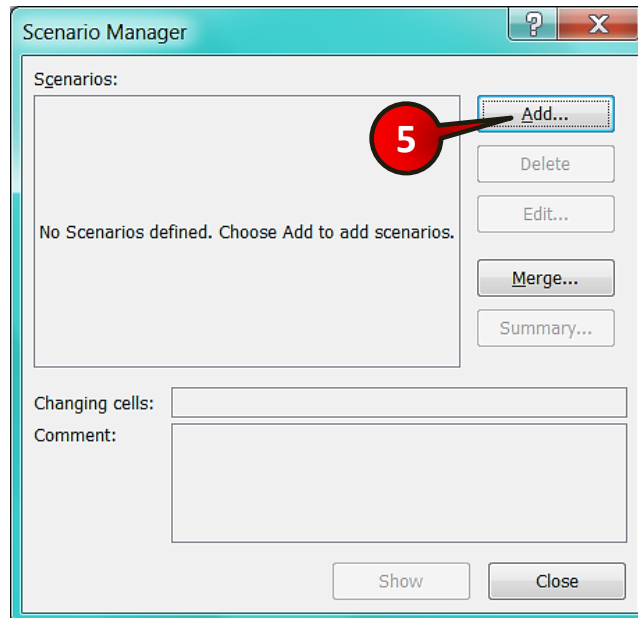 Scenario Manager
?
X
Scenarios:
Add...
5
Delete
Edit...
No Scenarios defined. Choose Add to add scenarios.
Merge...
Summary...
Changing cells:
Comment:
Show
Close